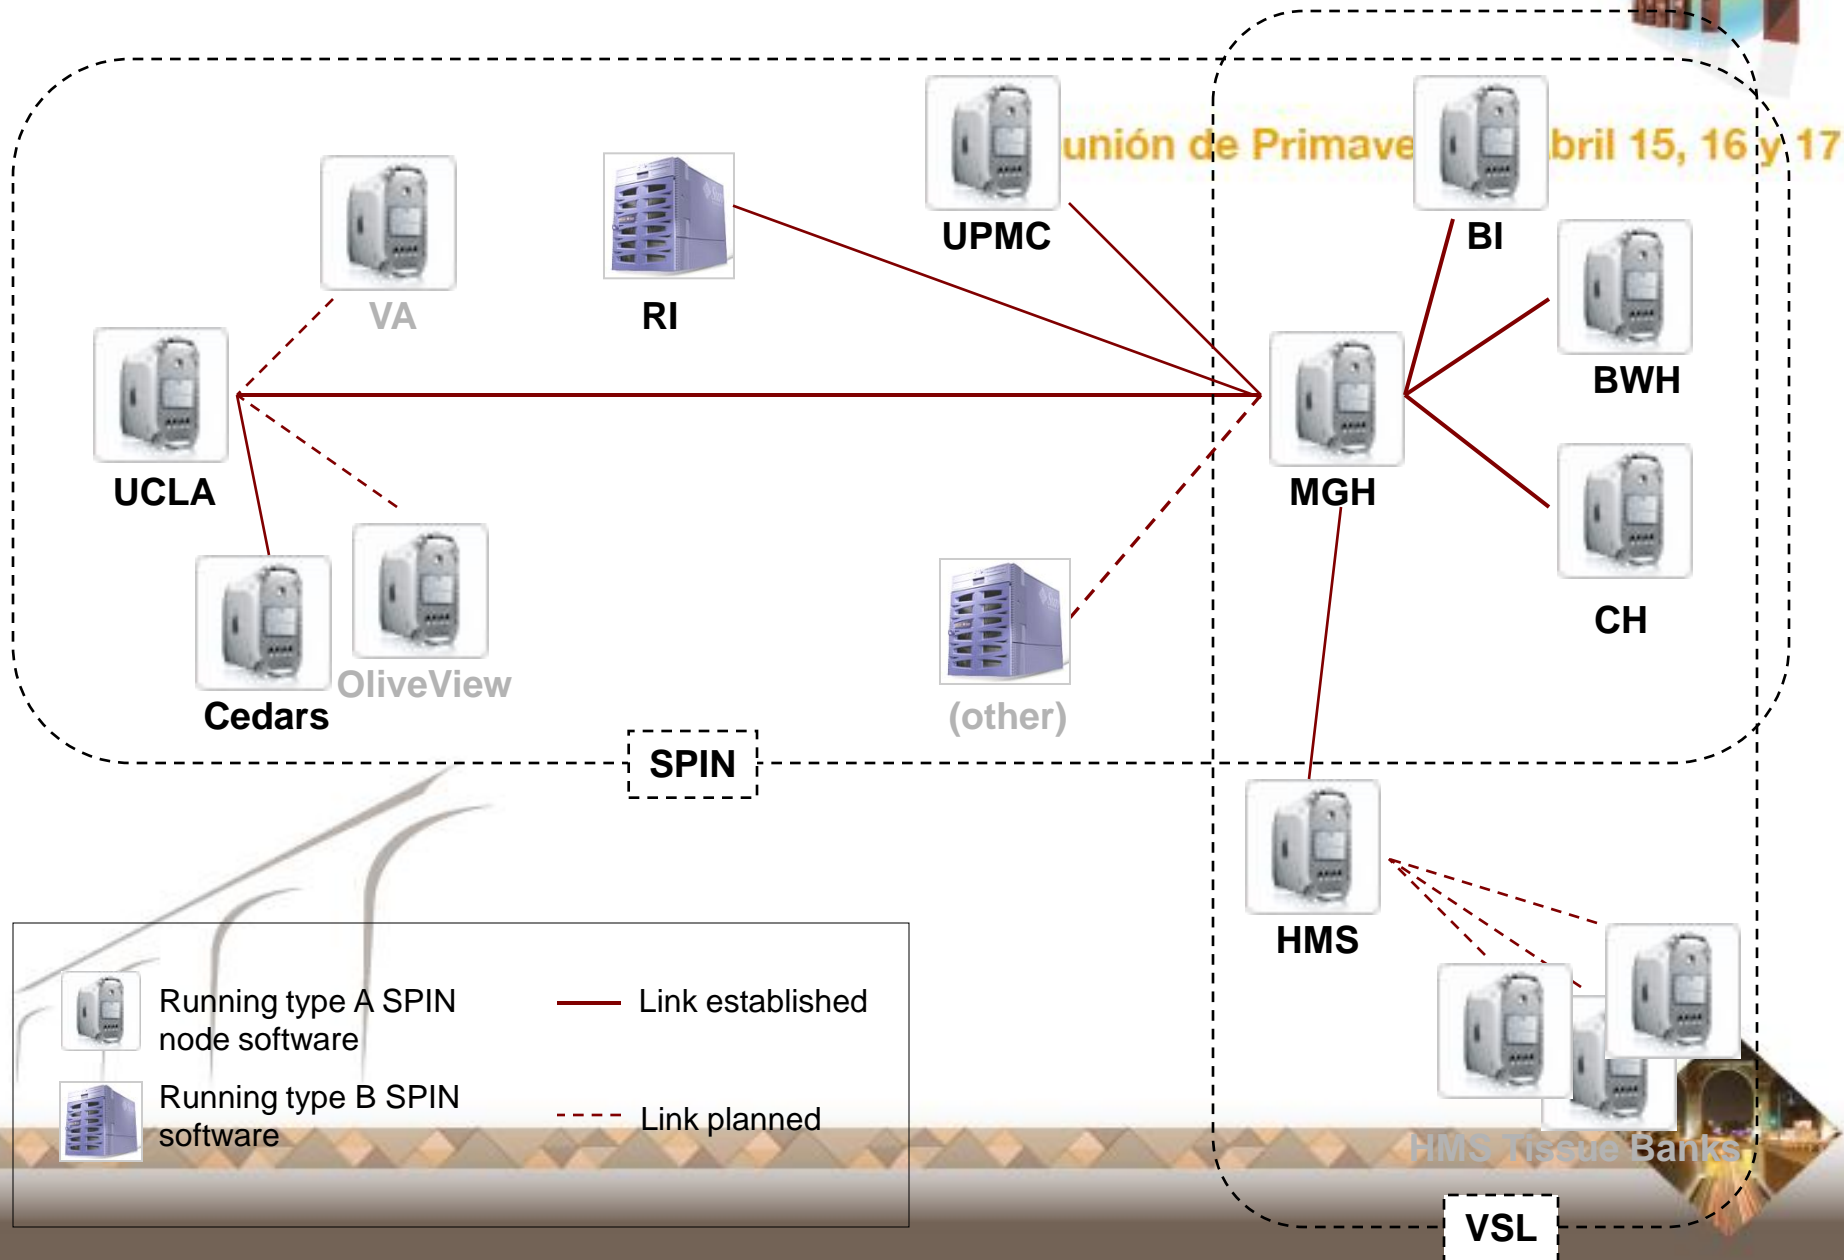 unión de Primave
bril 15, 16 y 17
UPMC
BI
VA
RI
BWH
UCLA
MGH
CH
OliveView
Cedars
(other)
SPIN
HMS
Running type A SPIN
node software
Link established
Running type B SPIN
software
Link planned
HMS Tissue Banks
VSL